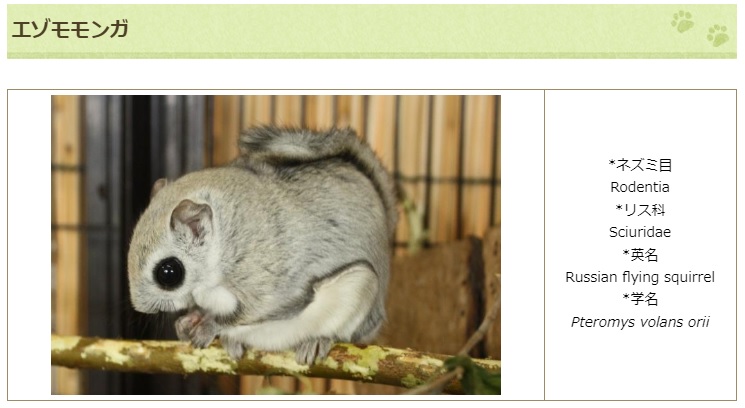 エゾモモンガ
*ネズミ目
Rodentia
*リス科
Sciuridae
*英名
Russian flying squirrel
*学名
Pteromys volans orii